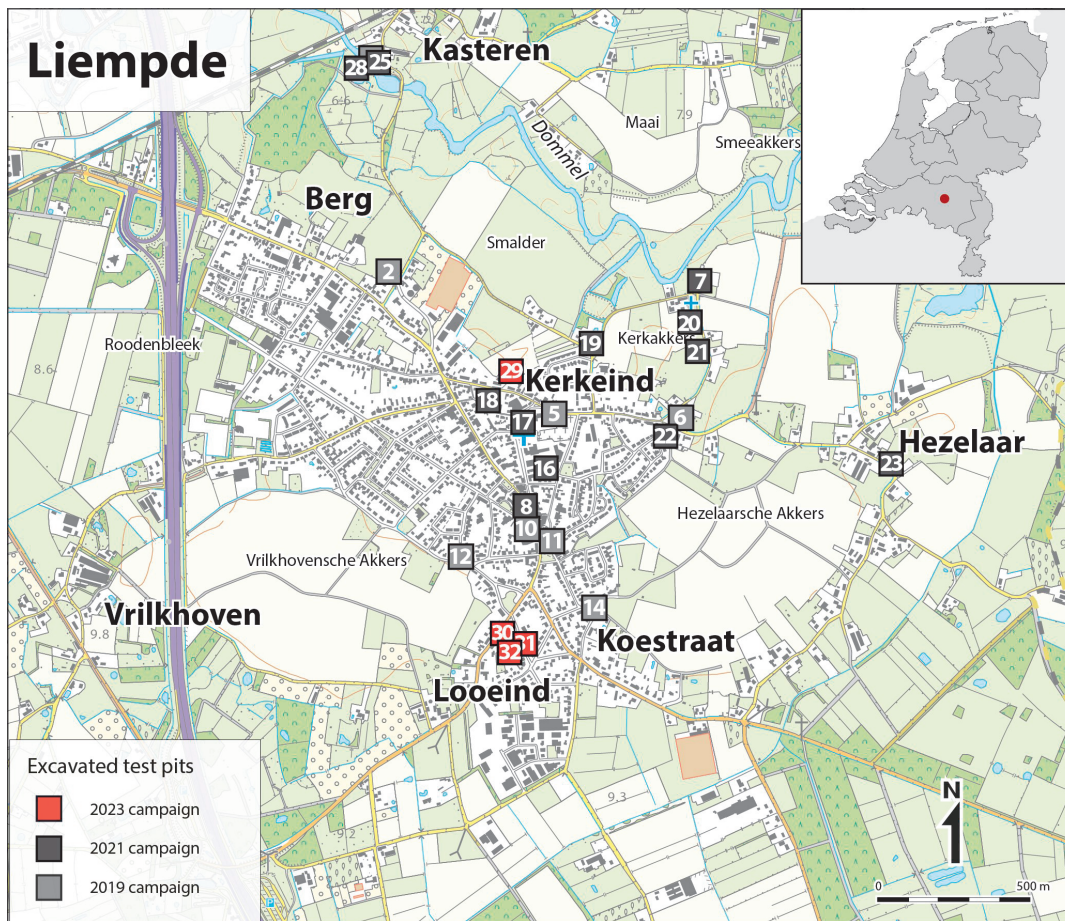 Liempde
Kasteren
28
25
6.6
Maai
7.9
Smeeakkers
Dommel
Berg
Smalder
2
7
20
Kerkakkers
21
19
Roodenbleek
8.6
29
Kerkeind
18
17
5
6
22
Hezelaar
23
16
8
10
11
Hezelaarsche Akkers
12
Vrilkhovensche Akkers
Vrilkhoven
9.8
14
30
31
32
Koestraat
Looeind
Excavated test pits
2023 campaign
2021 campaign
2019 campaign
9.2
9.3
N
0
500 m